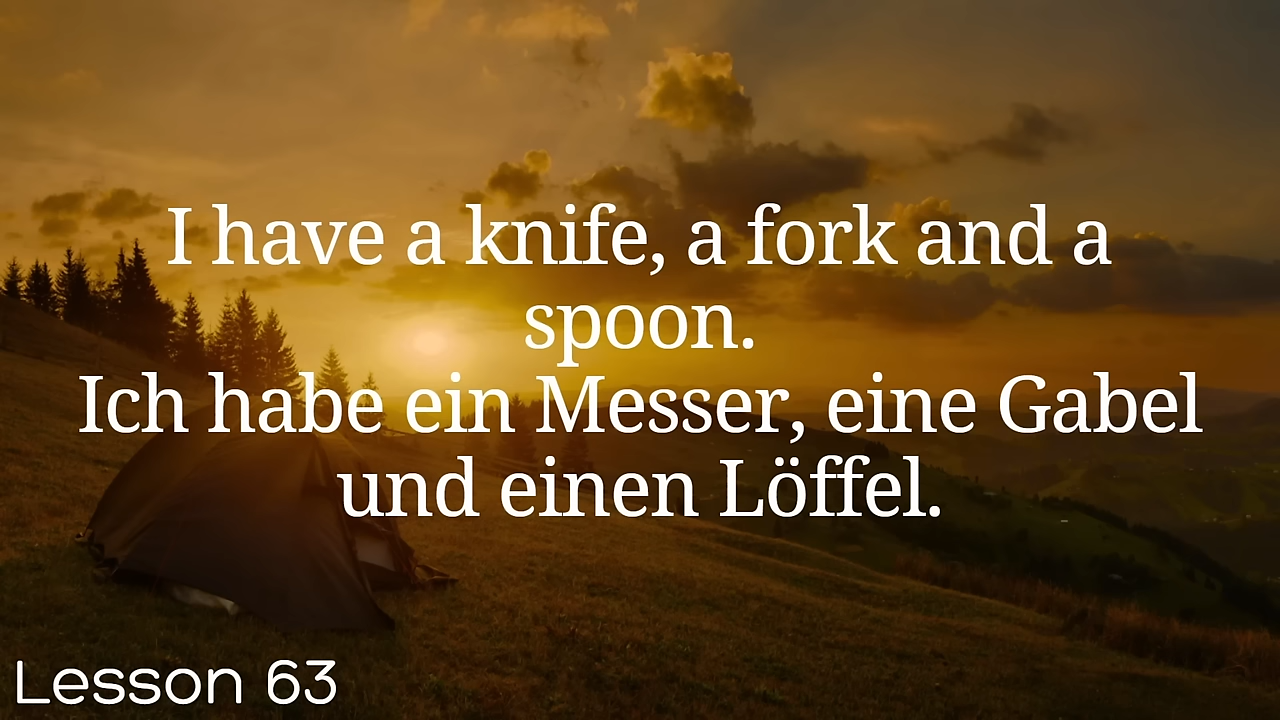 I have a knife, a fork and a
spoon.
Ich habe ein Messer, eine Gabel
und einen Löffel.
Lesson 63